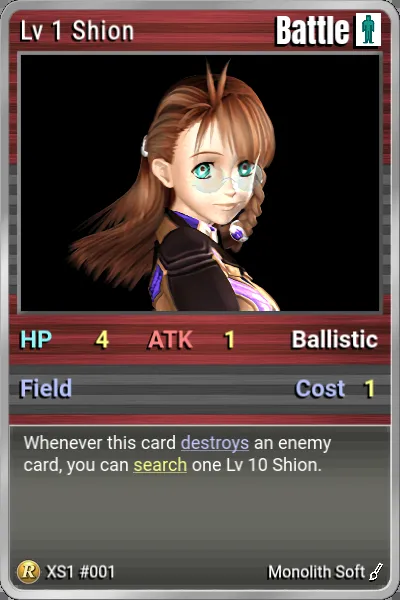 Lv 1 Shion Battle
HP 4 ATK 1 Ballistic
Field Cost 1
Whenever this card destroys an enemy
card, you can search one Lv 10 Shion.
R XS1 #001 Monolith Soft